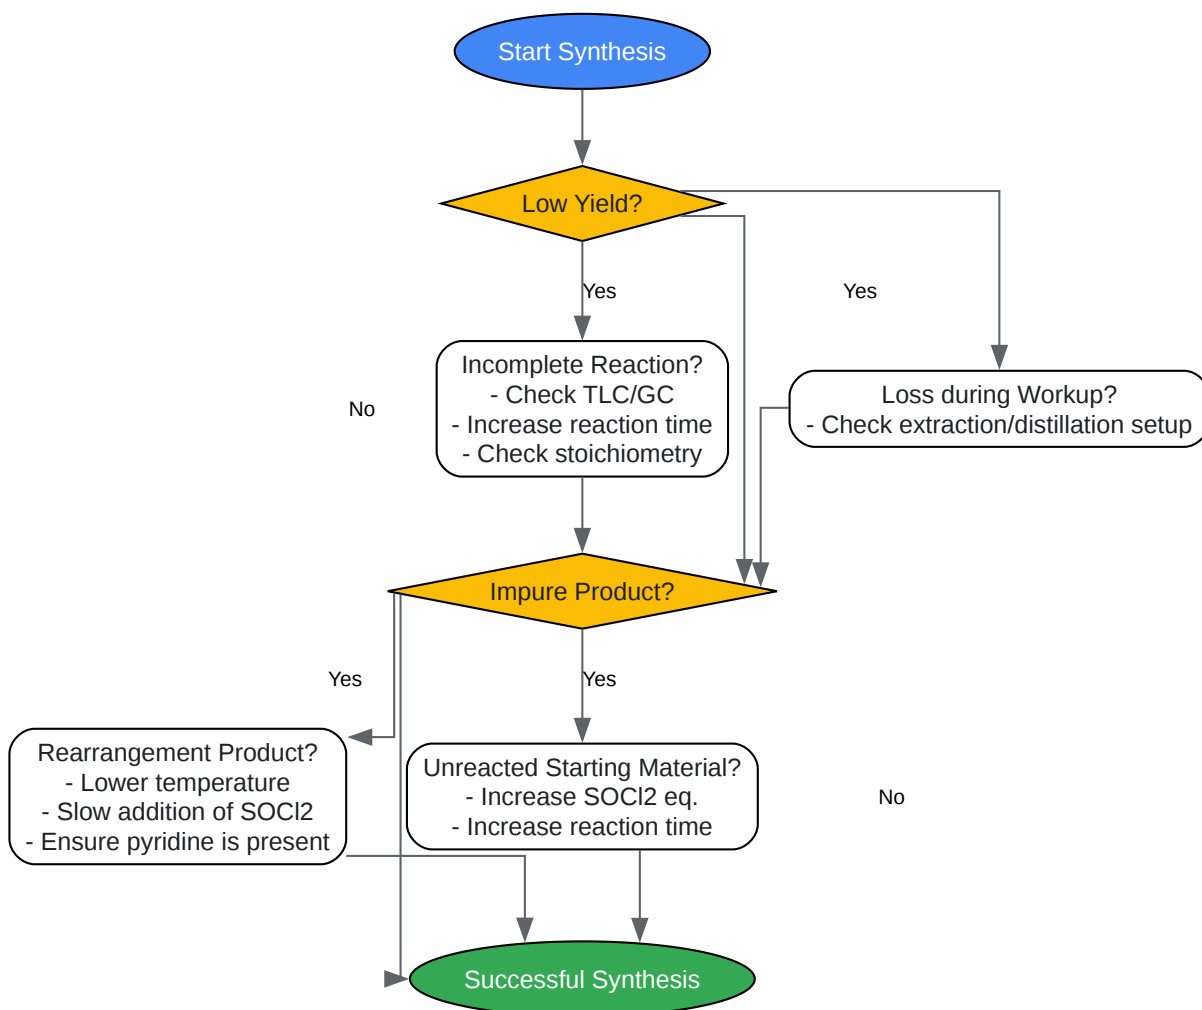 Start Synthesis
Low Yield?
Yes
Yes
Incomplete Reaction?
- Check TLC/GC
- Increase reaction time
- Check stoichiometry
No
Loss during Workup?
- Check extraction/distillation setup
Impure Product?
Yes
Yes
Rearrangement Product?
- Lower temperature
- Slow addition of SOCl2
- Ensure pyridine is present
Unreacted Starting Material?
- Increase SOCl2 eq.
- Increase reaction time
No
Successful Synthesis